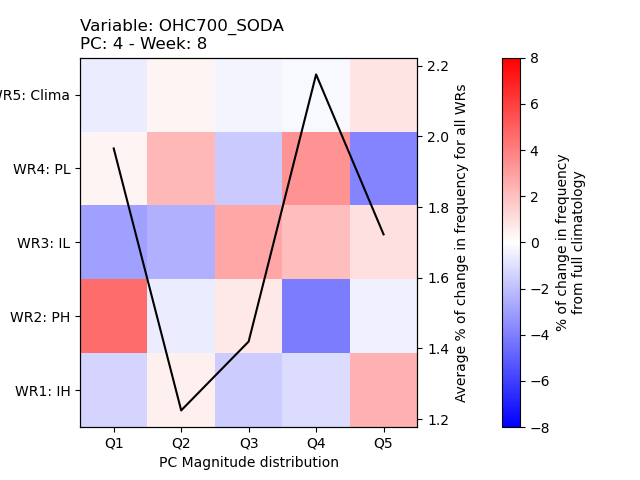 Variable: OHC700_SODA
PC: 4 - Week: 8
WR5: Clima
WR4: PL
WR3: IL
WR2: PH
WR1: IH
Q1 Q2 Q3 Q4 Q5
PC Magnitude distribution
2.2
2.0
1.8
1.6
1.4
1.2
Average % of change in frequency for all WRs
8
6
4
2
0
−2
−4
−6
−8
% of change in frequency
from full climatology